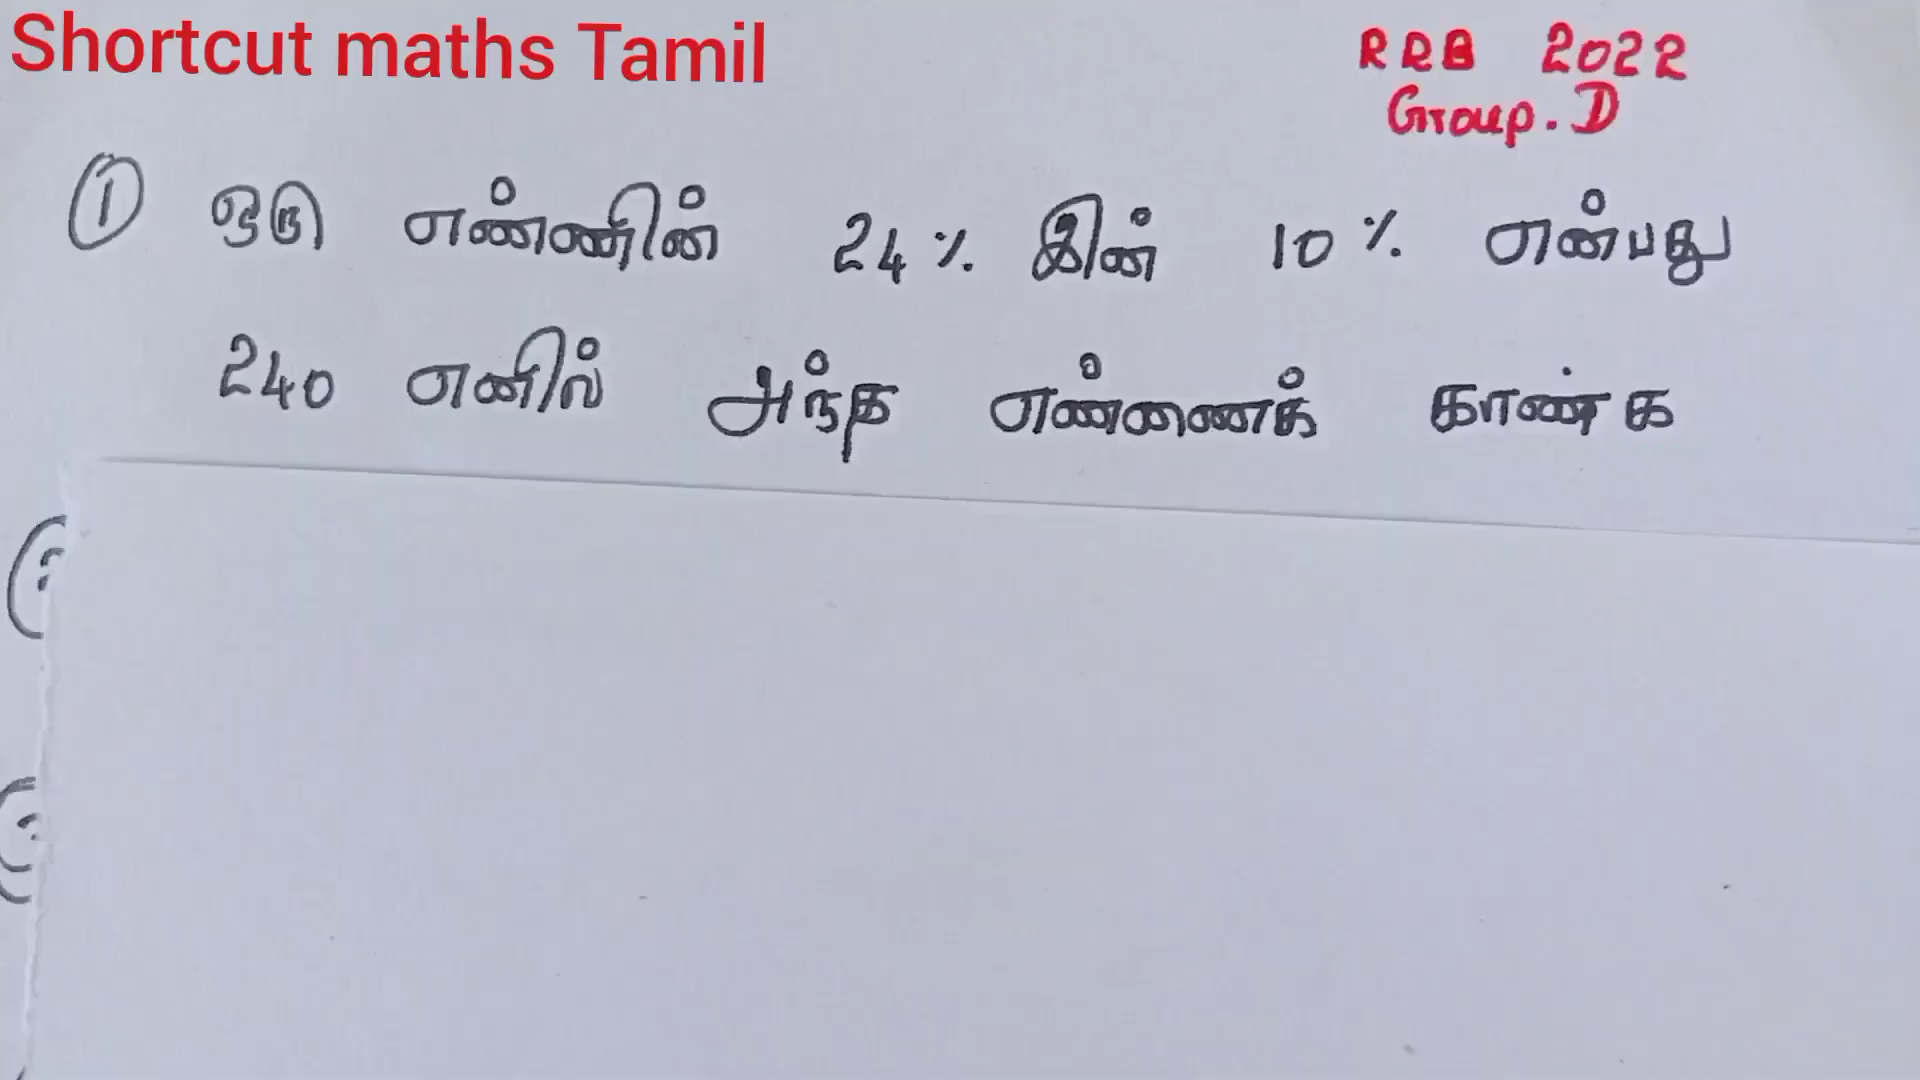 Shortcut maths Tamil
RRB 2022
Group. D
① ஒரு எண்ணின் 24% இன் 10% என்பது
240 எனில் அந்த எண்ணைக் காண்க